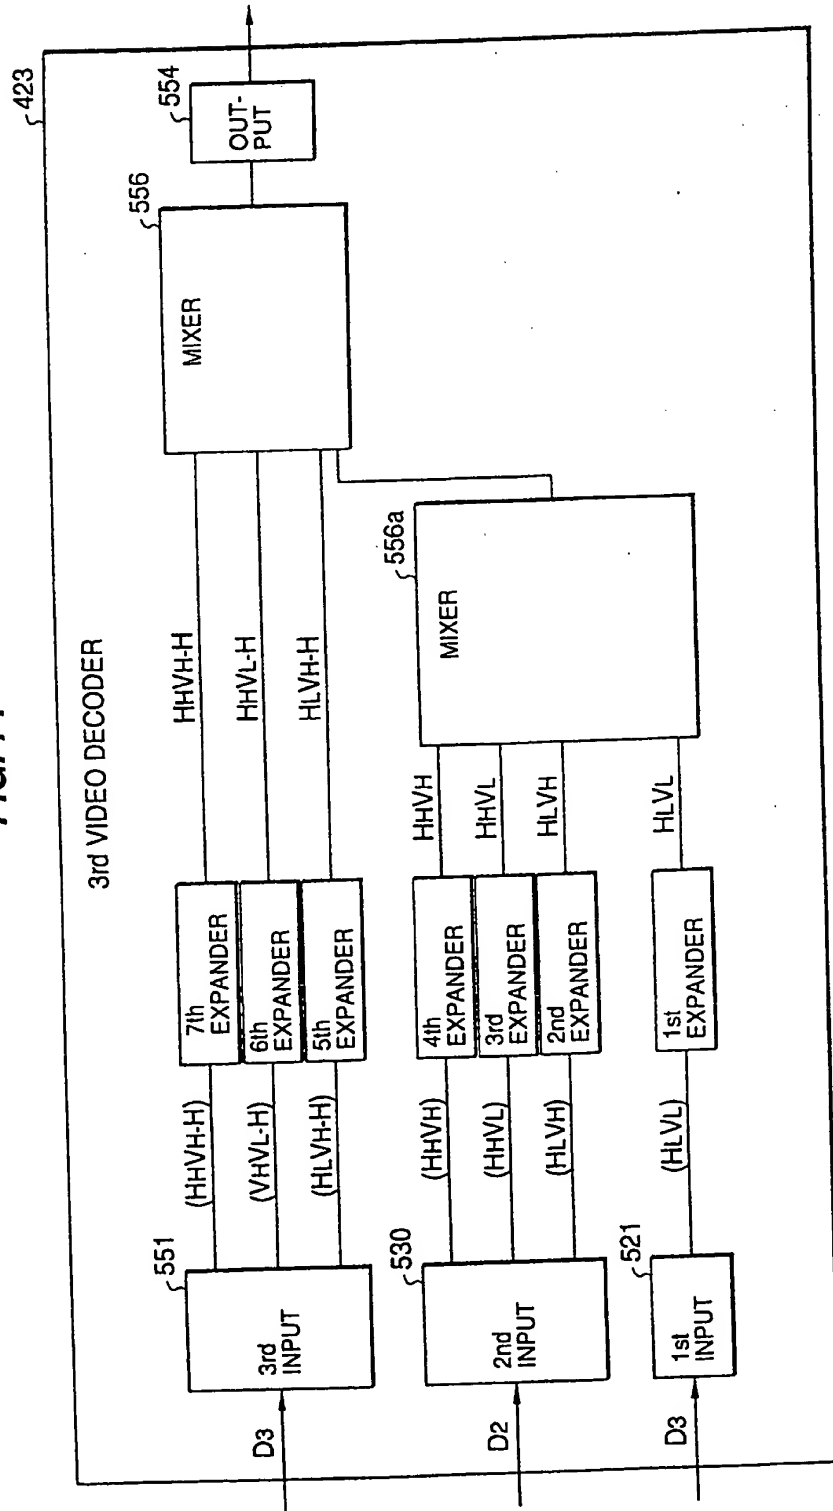 3rd VIDEO DECODER
423
D3
3rd
INPUT
551
(HHVH-H)
(VHVL-H)
(HLVH-H)
7th
EXPANDER
6th
EXPANDER
5th
EXPANDER
HHVH-H
HHVL-H
HLVH-H
MIXER
556
OUT-
PUT
554
D2
2nd
INPUT
530
(HHVH)
(HHVL)
(HLVH)
4th
EXPANDER
3rd
EXPANDER
2nd
EXPANDER
HHVH
HHVL
HLVH
MIXER
556a
D3
1st
INPUT
521
(HLVL)
1st
EXPANDER
HLVL